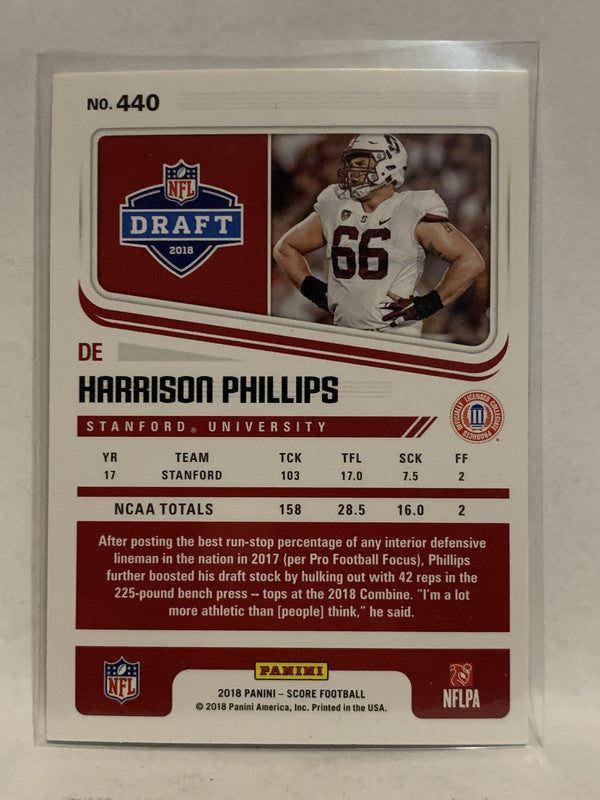 NO. 440
NFL
DRAFT
2018
S
66
DE
HARRISON PHILLIPS
STANFORD® UNIVERSITY
OFFICIALLY LICENSED COLLEGIATE PRODUCTS
YR TEAM TCK TFL SCK FF
17 STANFORD 103 17.0 7.5 2
NCAA TOTALS 158 28.5 16.0 2
After posting the best run-stop percentage of any interior defensive
lineman in the nation in 2017 (per Pro Football Focus), Phillips
further boosted his draft stock by hulking out with 42 reps in the
225-pound bench press -- tops at the 2018 Combine. "I'm a lot
more athletic than [people] think," he said.
NFL
PANINI
NFLPA
2018 PANINI – SCORE FOOTBALL
© 2018 Panini America, Inc. Printed in the USA.